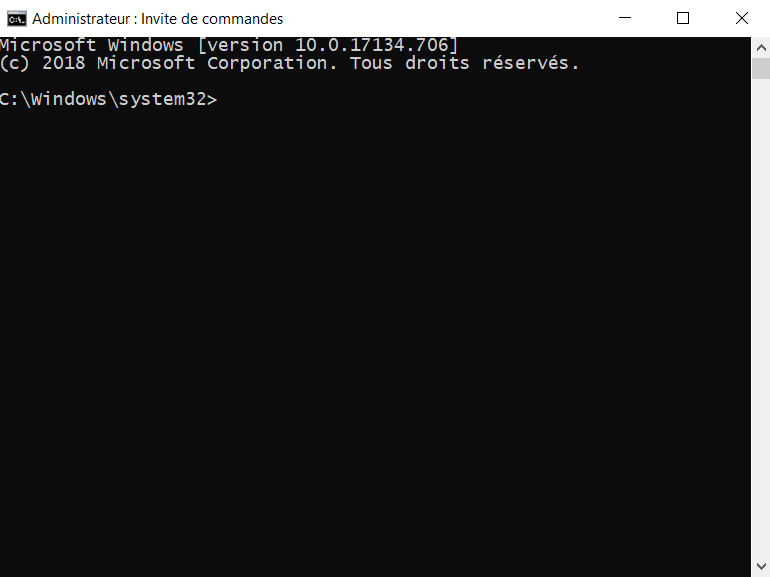 Administrateur : Invite de commandes
Microsoft Windows [version 10.0.17134.706]
(c) 2018 Microsoft Corporation. Tous droits réservés.
C:\Windows\system32>